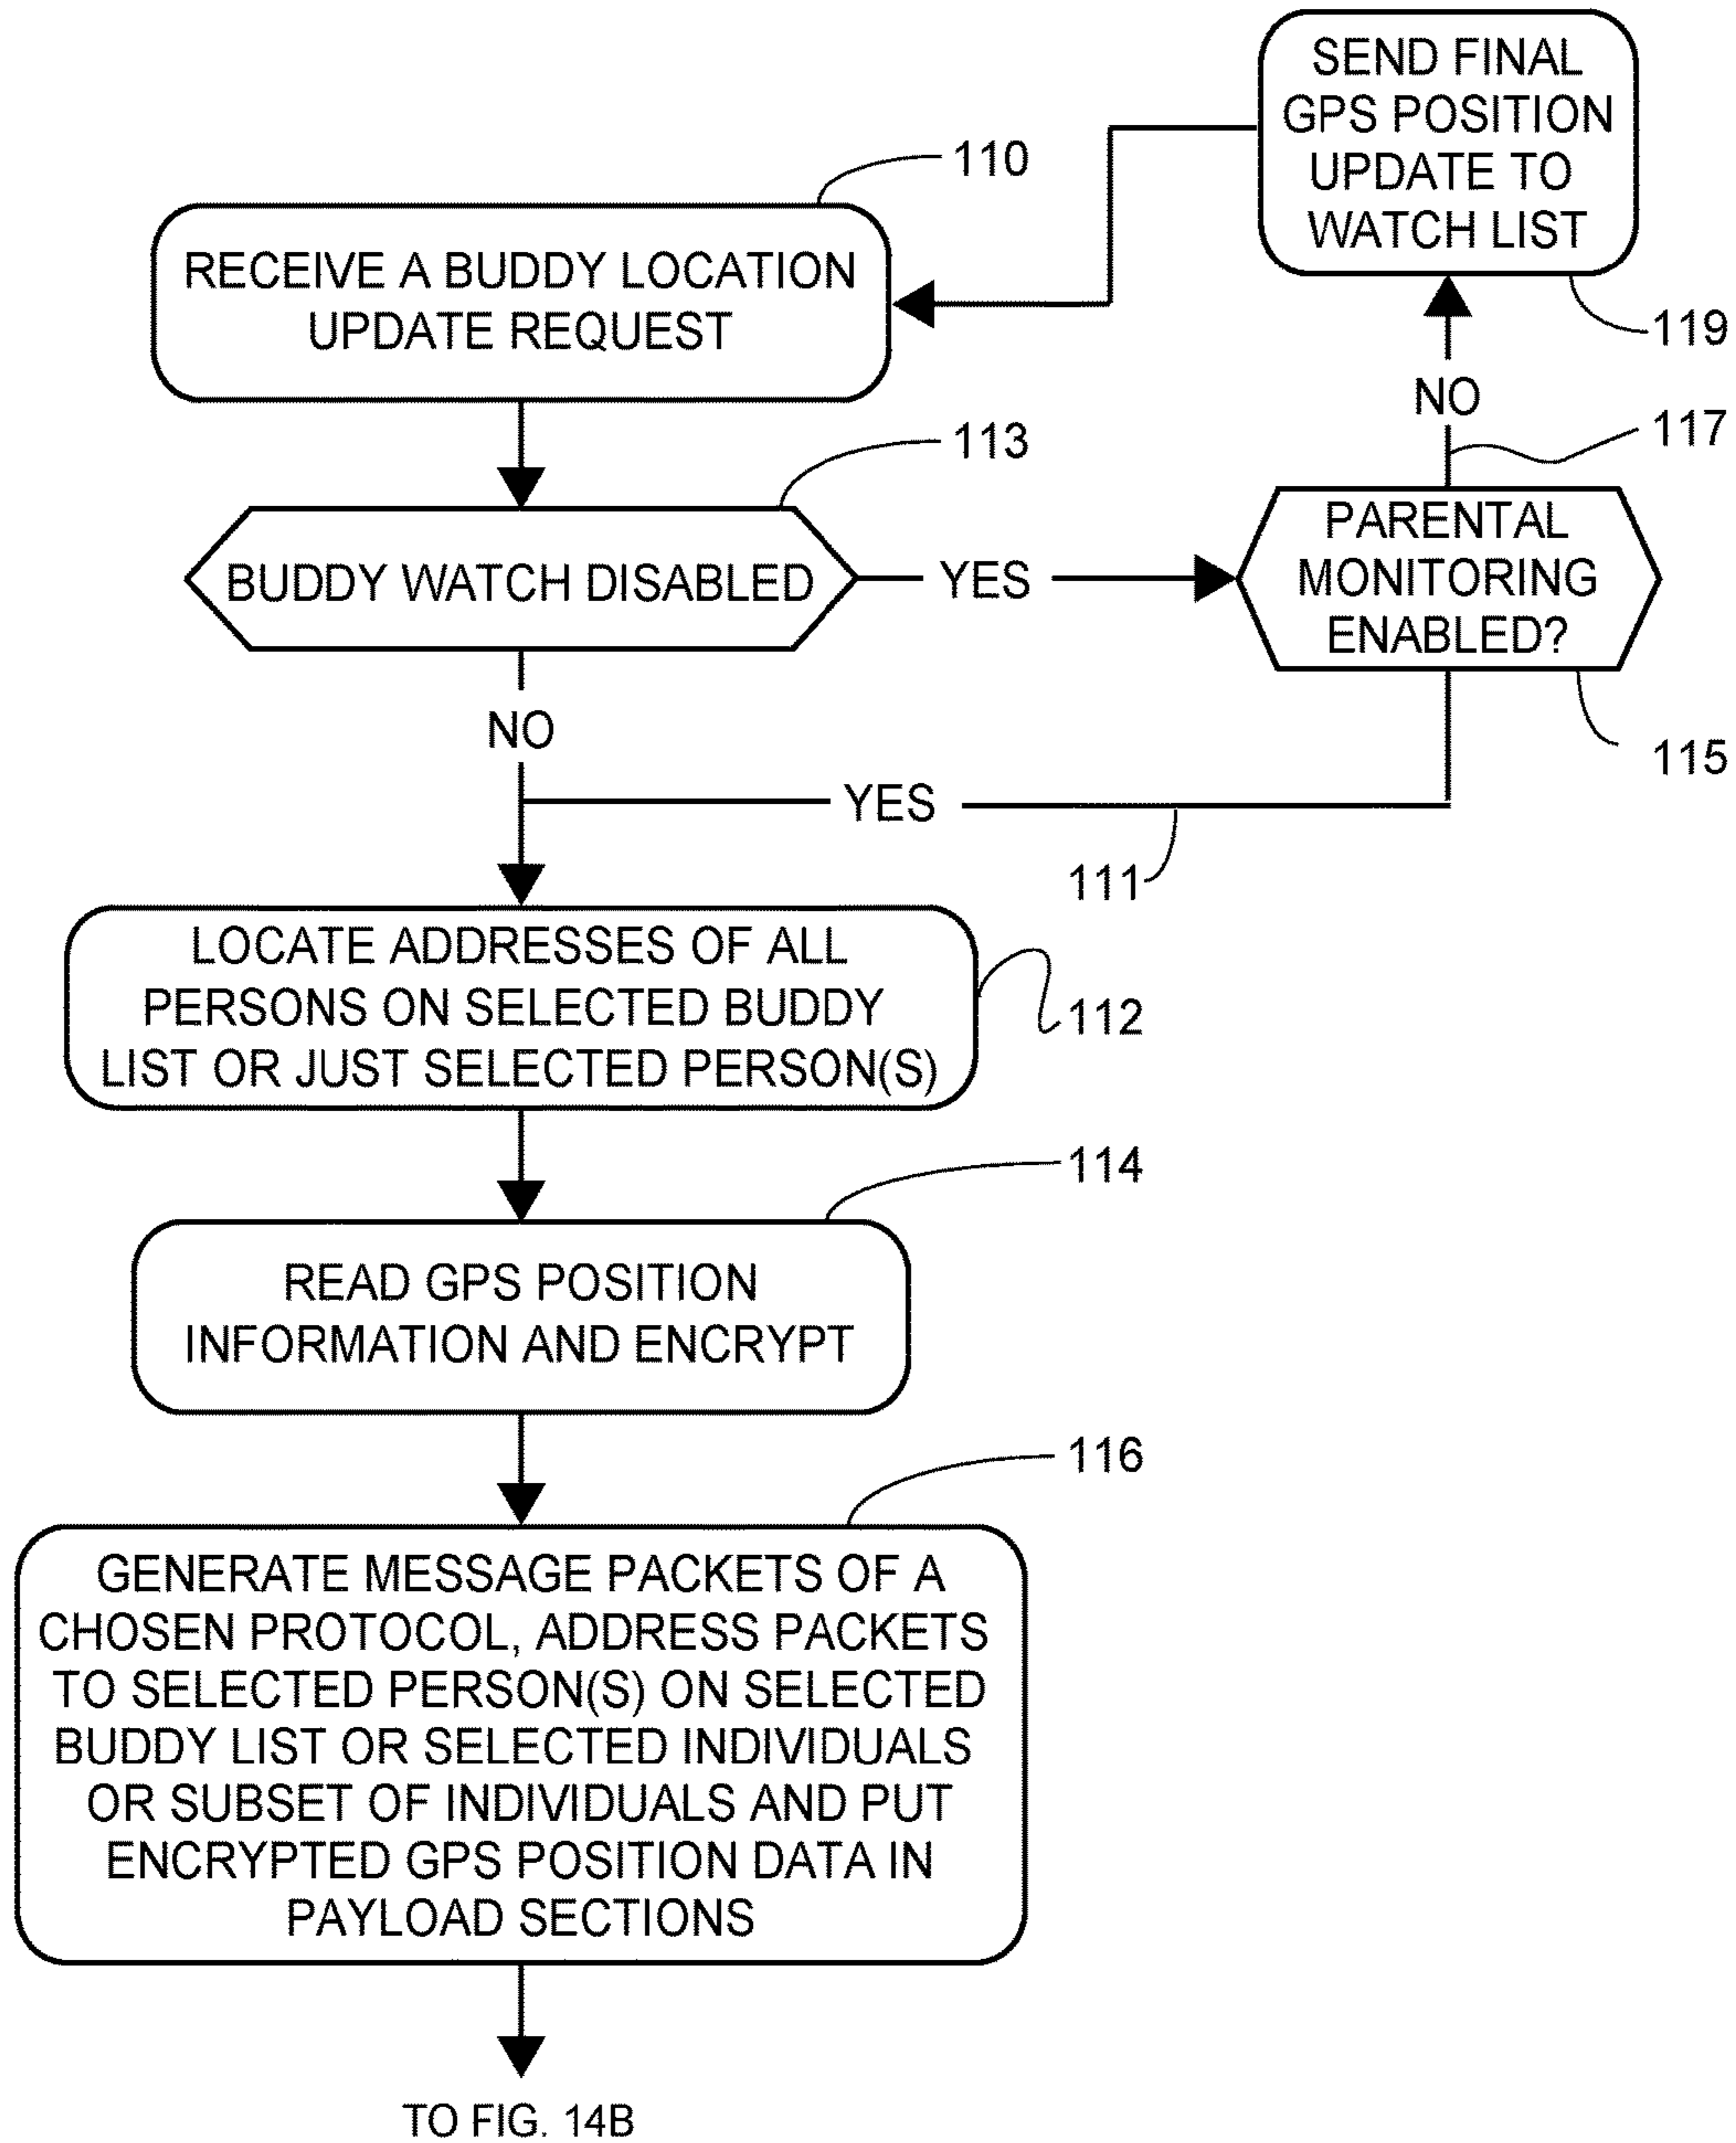 SEND FINAL
GPS POSITION
UPDATE TO
WATCH LIST
119
110
RECEIVE A BUDDY LOCATION
UPDATE REQUEST
NO
117
113
BUDDY WATCH DISABLED
YES
PARENTAL
MONITORING
ENABLED?
115
NO
YES
111
LOCATE ADDRESSES OF ALL
PERSONS ON SELECTED BUDDY
LIST OR JUST SELECTED PERSON(S)
112
114
READ GPS POSITION
INFORMATION AND ENCRYPT
116
GENERATE MESSAGE PACKETS OF A
CHOSEN PROTOCOL, ADDRESS PACKETS
TO SELECTED PERSON(S) ON SELECTED
BUDDY LIST OR SELECTED INDIVIDUALS
OR SUBSET OF INDIVIDUALS AND PUT
ENCRYPTED GPS POSITION DATA IN
PAYLOAD SECTIONS
TO FIG. 14B